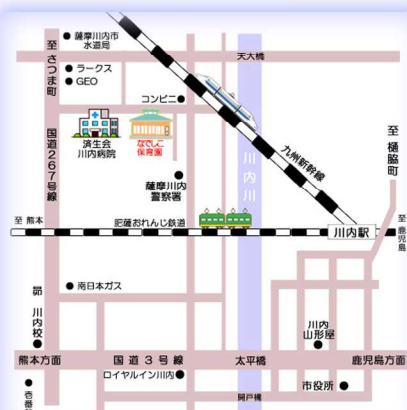 薩摩川内市
水道局
至 さつま町
天大橋
ラークス
GEO
コンビニ
済生会
川内病院
なでしこ
保育園
国道267号線
川内川
九州新幹線
至 樋脇町
薩摩川内
警察署
至 熊本
肥薩おれんじ鉄道
川内駅
至 鹿児島
南日本ガス
昴 川内校
川内
山形屋
熊本方面
国道3号線
太平橋
鹿児島方面
ロイヤルイン川内
市役所
開戸橋
壱番